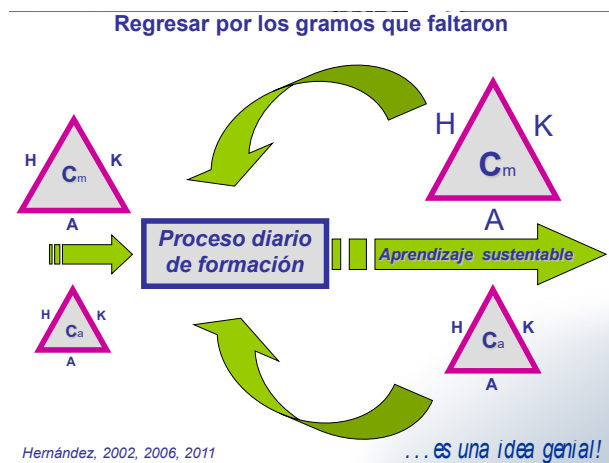 Regresar por los gramos que faltaron
H K
Cm
A
H K
Cm
A
Proceso diario
de formación
Aprendizaje sustentable
H K
Ca
A
H K
Ca
A
Hernández, 2002, 2006, 2011
...es una idea genial!